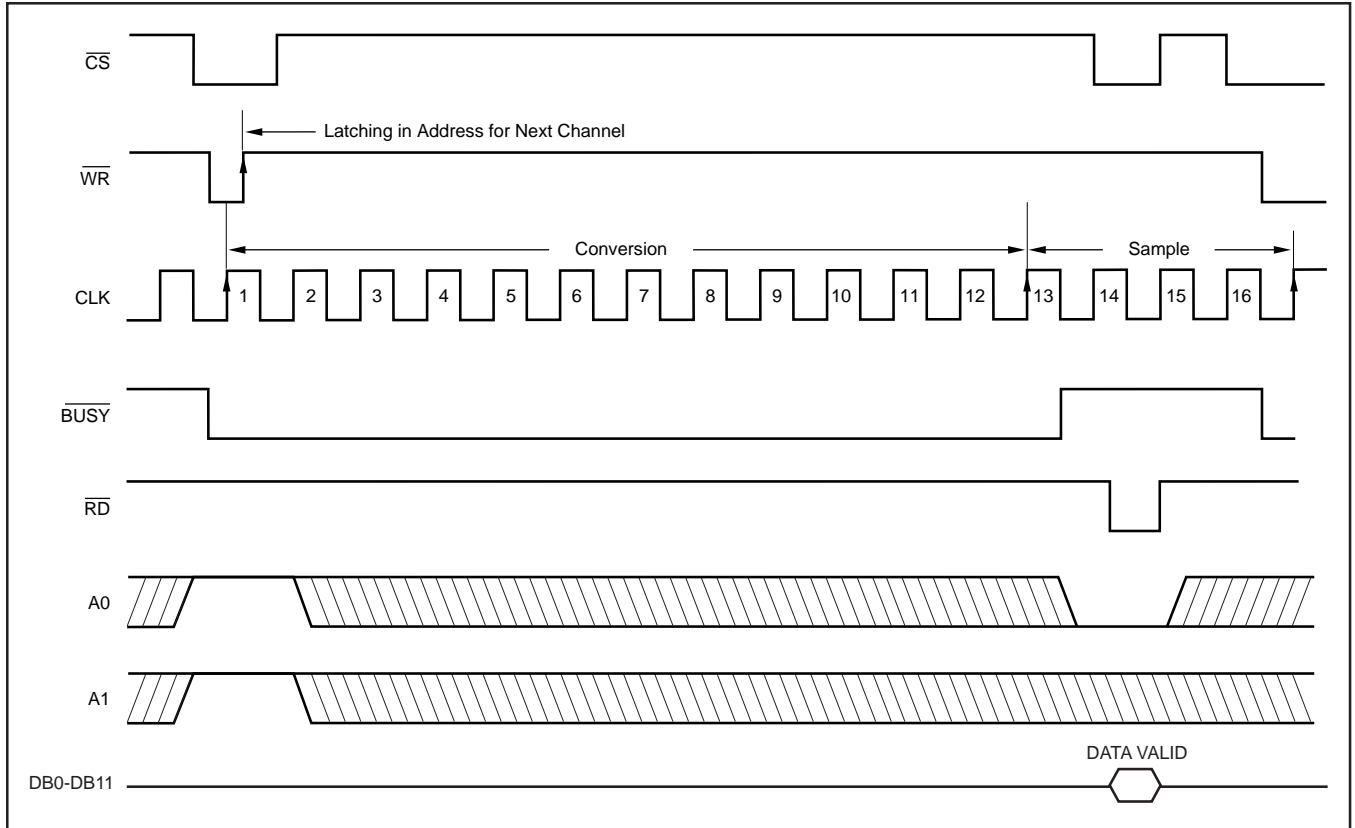 CS
Latching in Address for Next Channel
WR
Conversion
Sample
CLK
1 2 3 4 5 6 7 8 9 10 11 12 13 14 15 16
BUSY
RD
A0
A1
DATA VALID
DB0-DB11